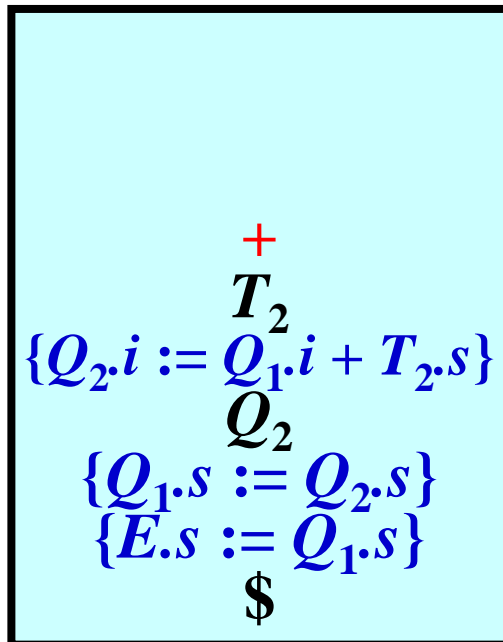 +
T₂
{Q₂.i := Q₁.i + T₂.s}
Q₂
{Q₁.s := Q₂.s}
{E.s := Q₁.s}
$